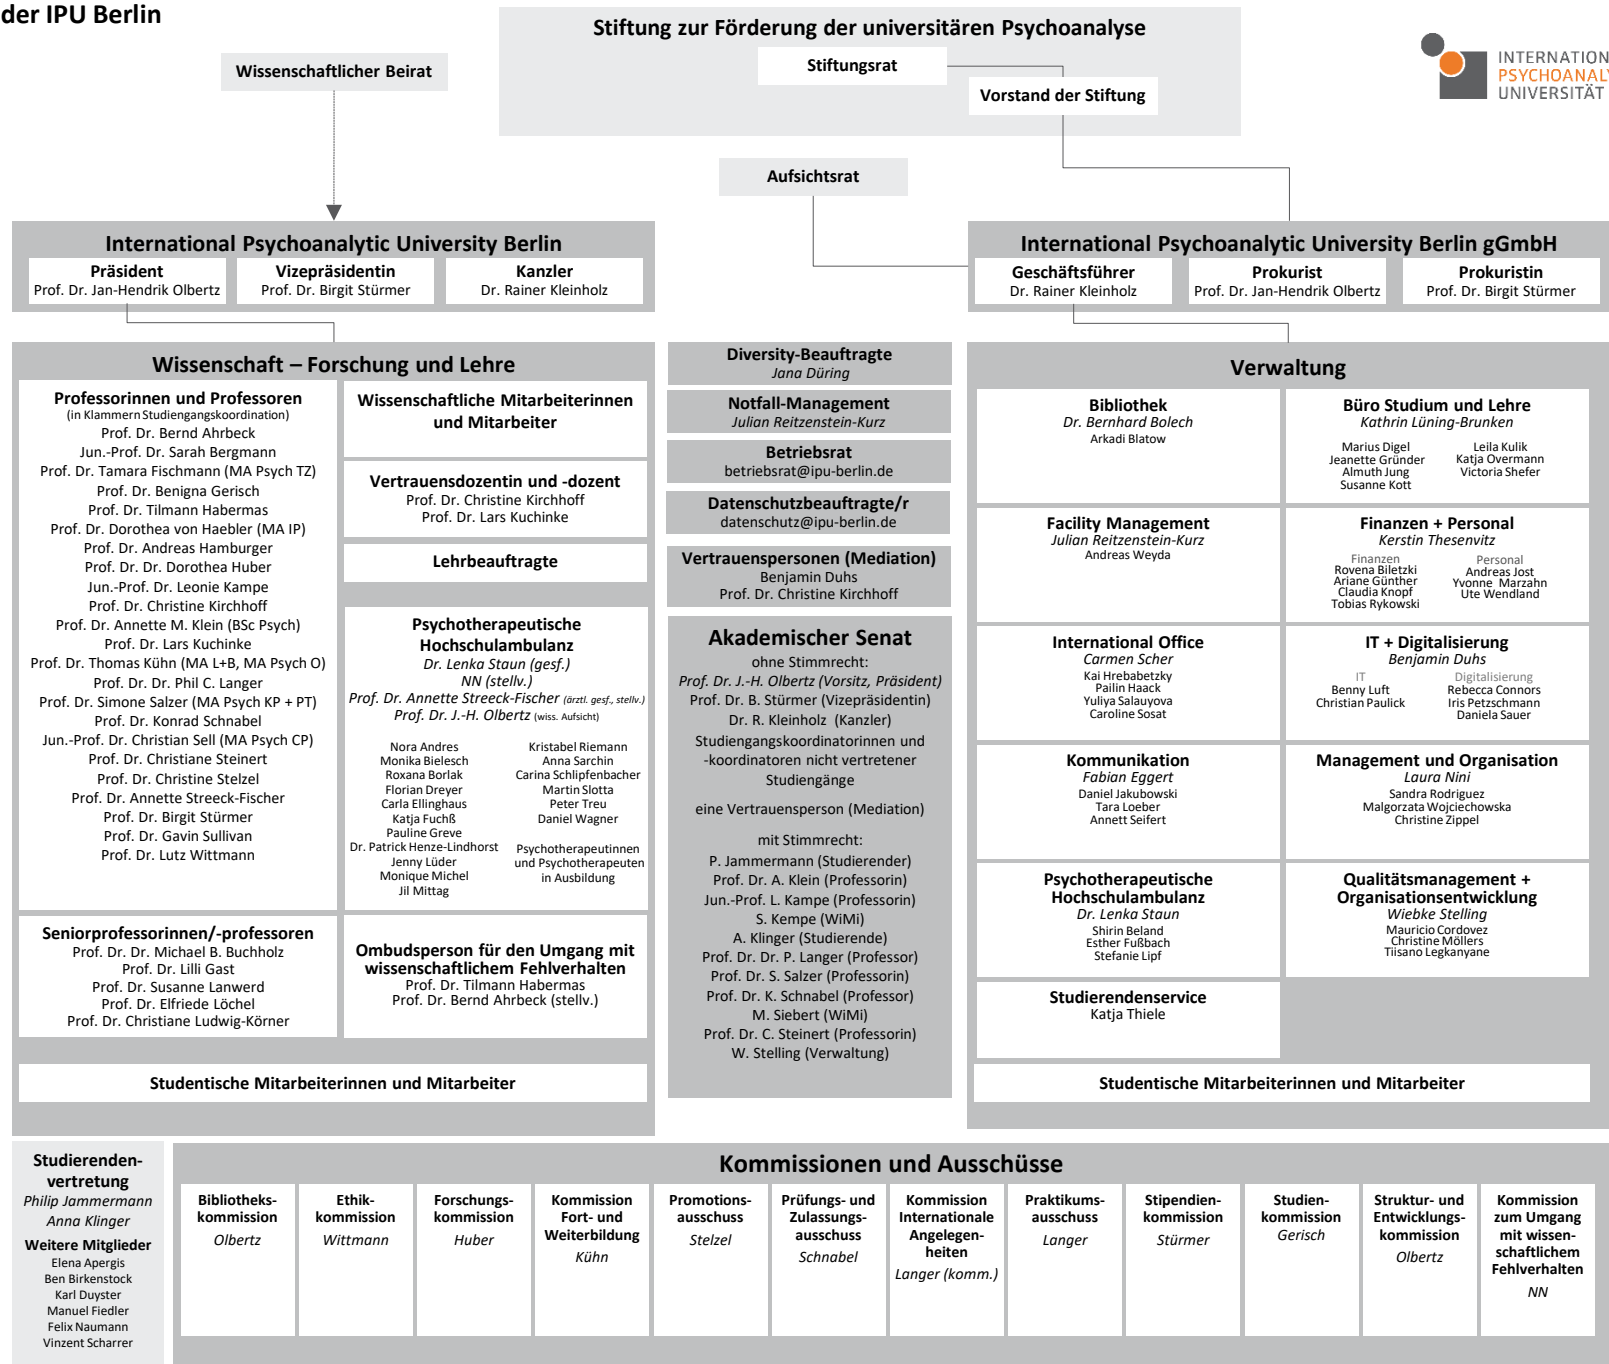 der IPU Berlin
Stiftung zur Förderung der universitären Psychoanalyse
Stiftungsrat
Vorstand der Stiftung
Wissenschaftlicher Beirat
INTERNATION
PSYCHOANALY
UNIVERSITÄT
Aufsichtsrat
International Psychoanalytic University Berlin
Präsident
Prof. Dr. Jan-Hendrik Olbertz
Vizepräsidentin
Prof. Dr. Birgit Stürmer
Kanzler
Dr. Rainer Kleinholz
International Psychoanalytic University Berlin gGmbH
Geschäftsführer
Dr. Rainer Kleinholz
Prokurist
Prof. Dr. Jan-Hendrik Olbertz
Prokuristin
Prof. Dr. Birgit Stürmer
Wissenschaft – Forschung und Lehre
Professorinnen und Professoren
(in Klammern Studiengangskoordination)
Prof. Dr. Bernd Ahrbeck
Jun.-Prof. Dr. Sarah Bergmann
Prof. Dr. Tamara Fischmann (MA Psych TZ)
Prof. Dr. Benigna Gerisch
Prof. Dr. Tilmann Habermas
Prof. Dr. Dorothea von Haebler (MA IP)
Prof. Dr. Andreas Hamburger
Prof. Dr. Dr. Dorothea Huber
Jun.-Prof. Dr. Leonie Kampe
Prof. Dr. Christine Kirchhoff
Prof. Dr. Annette M. Klein (BSc Psych)
Prof. Dr. Lars Kuchinke
Prof. Dr. Thomas Kühn (MA L+B, MA Psych O)
Prof. Dr. Dr. Phil C. Langer
Prof. Dr. Simone Salzer (MA Psych KP + PT)
Prof. Dr. Konrad Schnabel
Jun.-Prof. Dr. Christian Sell (MA Psych CP)
Prof. Dr. Christiane Steinert
Prof. Dr. Christine Stelzel
Prof. Dr. Annette Streeck-Fischer
Prof. Dr. Birgit Stürmer
Prof. Dr. Gavin Sullivan
Prof. Dr. Lutz Wittmann
Seniorprofessorinnen/-professoren
Prof. Dr. Dr. Michael B. Buchholz
Prof. Dr. Lilli Gast
Prof. Dr. Susanne Lanwerd
Prof. Dr. Elfriede Löchel
Prof. Dr. Christiane Ludwig-Körner
Wissenschaftliche Mitarbeiterinnen
und Mitarbeiter
Vertrauensdozentin und -dozent
Prof. Dr. Christine Kirchhoff
Prof. Dr. Lars Kuchinke
Lehrbeauftragte
Psychotherapeutische
Hochschulambulanz
Dr. Lenka Staun (gesf.)
NN (stellv.)
Prof. Dr. Annette Streeck-Fischer (ärztl. gesf., stellv.)
Prof. Dr. J.-H. Olbertz (wiss. Aufsicht)
Nora Andres
Monika Bielesch
Roxana Borlak
Florian Dreyer
Carla Ellinghaus
Katja Fuchß
Pauline Greve
Dr. Patrick Henze-Lindhorst
Jenny Lüder
Monique Michel
Jil Mittag
Kristabel Riemann
Anna Sarchin
Carina Schlipfenbacher
Martin Slotta
Peter Treu
Daniel Wagner
Psychotherapeutinnen
und Psychotherapeuten
in Ausbildung
Ombudsperson für den Umgang mit
wissenschaftlichem Fehlverhalten
Prof. Dr. Tilmann Habermas
Prof. Dr. Bernd Ahrbeck (stellv.)
Studentische Mitarbeiterinnen und Mitarbeiter
Diversity-Beauftragte
Jana Düring
Notfall-Management
Julian Reitzenstein-Kurz
Betriebsrat
betriebsrat@ipu-berlin.de
Datenschutzbeauftragte/r
datenschutz@ipu-berlin.de
Vertrauenspersonen (Mediation)
Benjamin Duhs
Prof. Dr. Christine Kirchhoff
Akademischer Senat
ohne Stimmrecht:
Prof. Dr. J.-H. Olbertz (Vorsitz, Präsident)
Prof. Dr. B. Stürmer (Vizepräsidentin)
Dr. R. Kleinholz (Kanzler)
Studiengangskoordinatorinnen und
-koordinatoren nicht vertretener
Studiengänge
eine Vertrauensperson (Mediation)
mit Stimmrecht:
P. Jammermann (Studierender)
Prof. Dr. A. Klein (Professorin)
Jun.-Prof. L. Kampe (Professorin)
S. Kempe (WiMi)
A. Klinger (Studierende)
Prof. Dr. Dr. P. Langer (Professor)
Prof. Dr. S. Salzer (Professorin)
Prof. Dr. K. Schnabel (Professor)
M. Siebert (WiMi)
Prof. Dr. C. Steinert (Professorin)
W. Stelling (Verwaltung)
Verwaltung
Bibliothek
Dr. Bernhard Bolech
Arkadi Blatow
Büro Studium und Lehre
Kathrin Lüning-Brunken
Marius Digel
Jeanette Gründer
Almuth Jung
Susanne Kott
Leila Kulik
Katja Overmann
Victoria Shefer
Facility Management
Julian Reitzenstein-Kurz
Andreas Weyda
Finanzen + Personal
Kerstin Thesenvitz
Finanzen
Rovena Biletzki
Ariane Günther
Claudia Knopf
Tobias Rykowski
Personal
Andreas Jost
Yvonne Marzahn
Ute Wendland
International Office
Carmen Scher
Kai Hrebabetzky
Pailin Haack
Yuliya Salauyova
Caroline Sosat
IT + Digitalisierung
Benjamin Duhs
IT
Benny Luft
Christian Paulick
Digitalisierung
Rebecca Connors
Iris Petzschmann
Daniela Sauer
Kommunikation
Fabian Eggert
Daniel Jakubowski
Tara Loeber
Annett Seifert
Management und Organisation
Laura Nini
Sandra Rodriguez
Malgorzata Wojciechowska
Christine Zippel
Psychotherapeutische
Hochschulambulanz
Dr. Lenka Staun
Shirin Beland
Esther Fußbach
Stefanie Lipf
Qualitätsmanagement +
Organisationsentwicklung
Wiebke Stelling
Mauricio Cordovez
Christine Möllers
Tiisano Legkanyane
Studierendenservice
Katja Thiele
Studentische Mitarbeiterinnen und Mitarbeiter
Studierenden-
vertretung
Philip Jammermann
Anna Klinger
Weitere Mitglieder
Elena Apergis
Ben Birkenstock
Karl Duyster
Manuel Fiedler
Felix Naumann
Vinzent Scharrer
Kommissionen und Ausschüsse
Bibliotheks-
kommission
Olbertz
Ethik-
kommission
Wittmann
Forschungs-
kommission
Huber
Kommission
Fort- und
Weiterbildung
Kühn
Promotions-
ausschuss
Stelzel
Prüfungs- und
Zulassungs-
ausschuss
Schnabel
Kommission
Internationale
Angelegen-
heiten
Langer (komm.)
Praktikums-
ausschuss
Langer
Stipendien-
kommission
Stürmer
Studien-
kommission
Gerisch
Struktur- und
Entwicklungs-
kommission
Olbertz
Kommission
zum Umgang
mit wissen-
schaftlichem
Fehlverhalten
NN